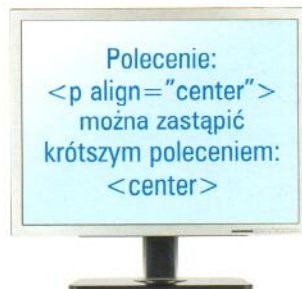 Polecenie:
<p align="center">
można zastąpić
krótszym poleceniem:
<center>